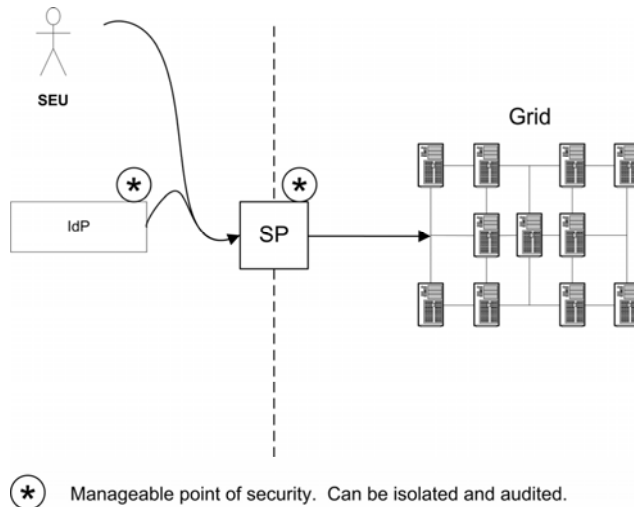 SEU
Grid
*
*
IdP
SP
* Manageable point of security. Can be isolated and audited.